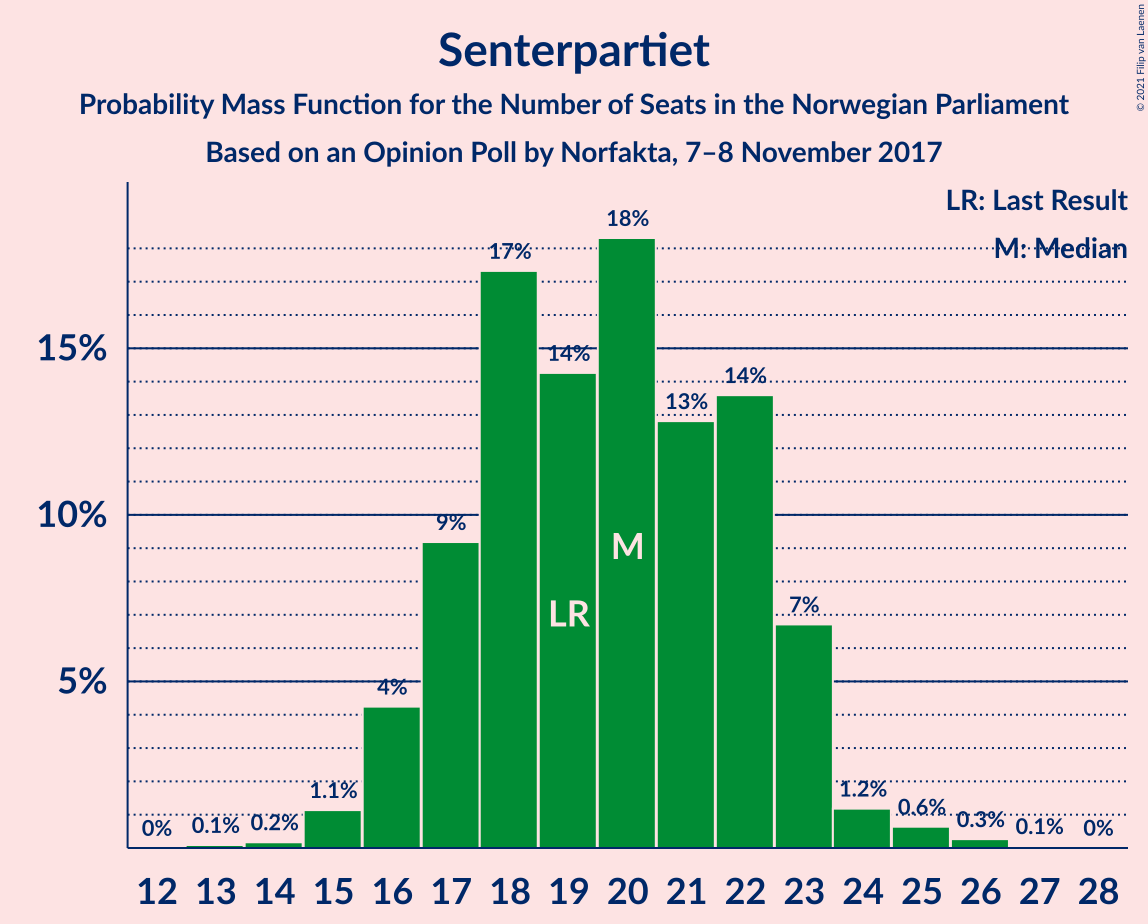 Senterpartiet
Probability Mass Function for the Number of Seats in the Norwegian Parliament
Based on an Opinion Poll by Norfakta, 7–8 November 2017
© 2021 Filip van Laenen
LR: Last Result
M: Median
15%
10%
5%
0%
0.1%
0.2%
1.1%
4%
9%
17%
14%
18%
13%
14%
7%
1.2%
0.6%
0.3%
0.1%
0%
LR
M
12 13 14 15 16 17 18 19 20 21 22 23 24 25 26 27 28